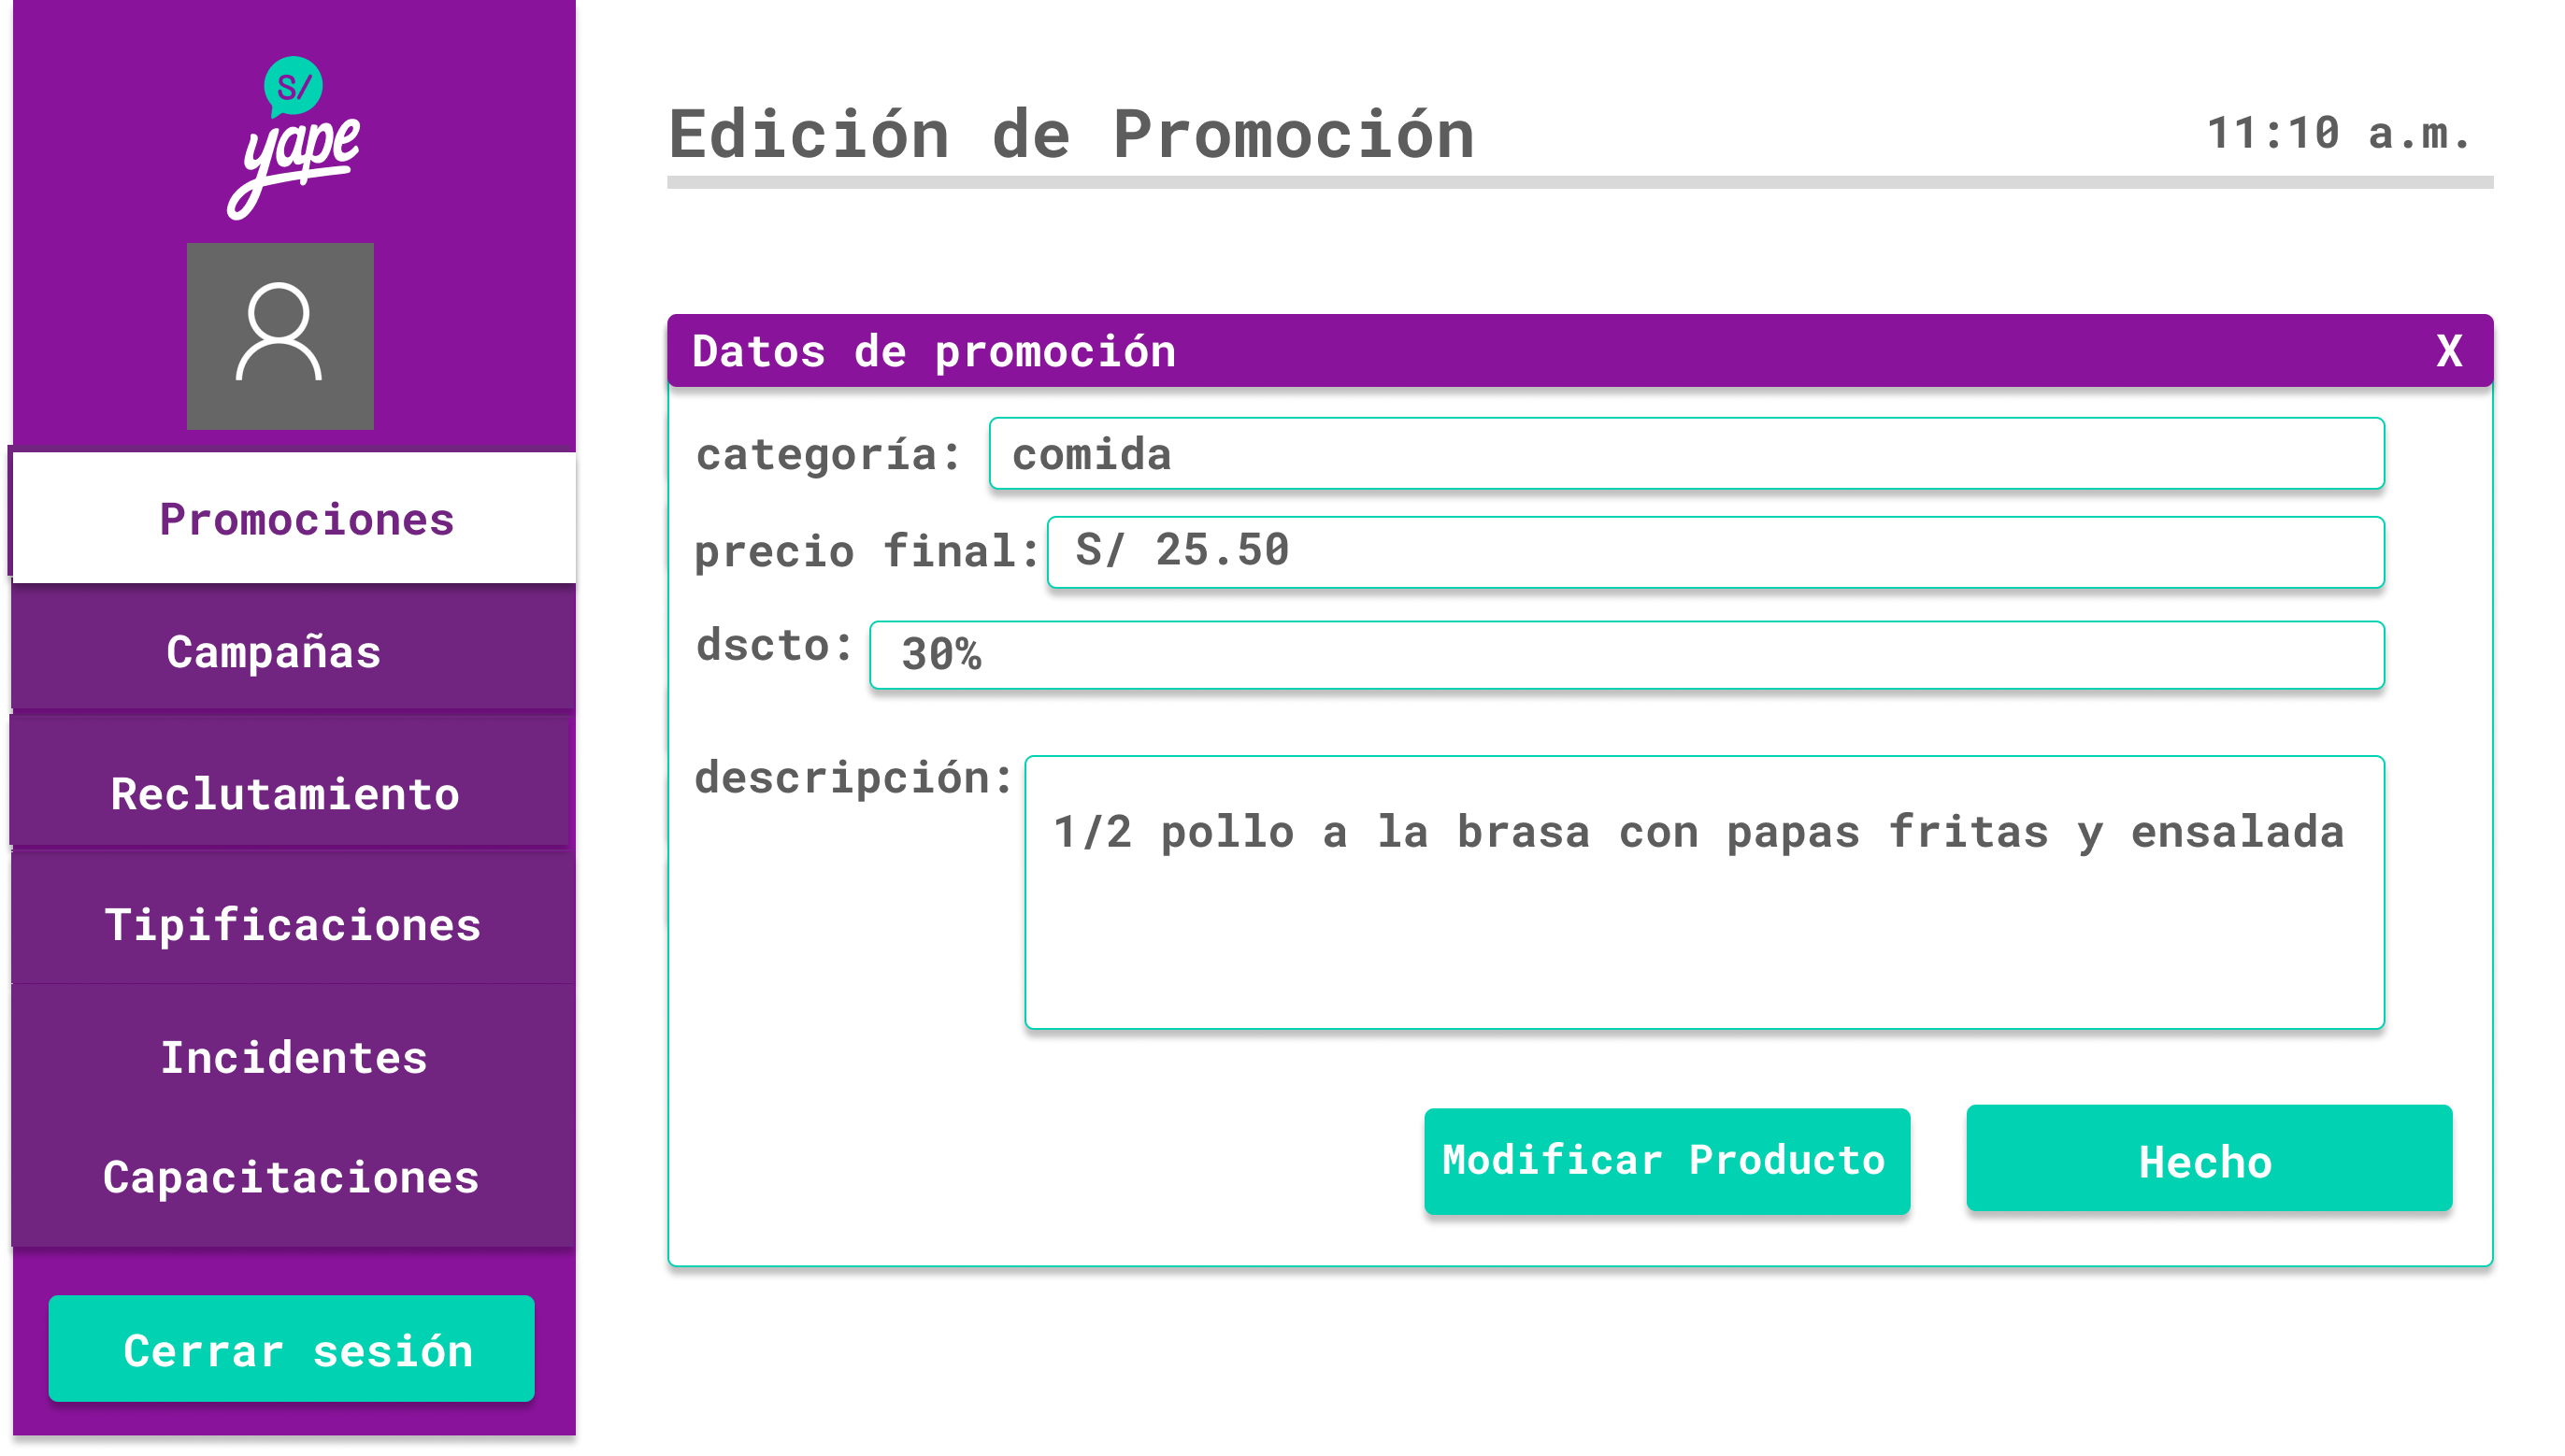 S/
yape
Promociones
Campañas
Reclutamiento
Tipificaciones
Incidentes
Capacitaciones
Cerrar sesión
Edición de Promoción
11:10 a.m.
Datos de promoción X
categoría: comida
precio final: S/ 25.50
dscto: 30%
descripción:
1/2 pollo a la brasa con papas fritas y ensalada
Modificar Producto
Hecho